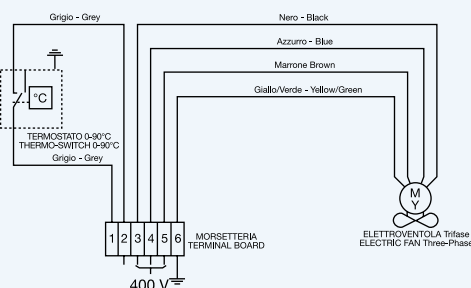 Grigio - Grey
Nero - Black
Azzurro - Blue
Marrone Brown
Giallo/Verde - Yellow/Green
°C
TERMOSTATO 0-90°C
THERMO-SWITCH 0-90°C
Grigio - Grey
M
Y
1 2 3 4 5 6
MORSETTERIA
TERMINAL BOARD
ELETTROVENTOLA Trifase
ELECTRIC FAN Three-Phase
400 V